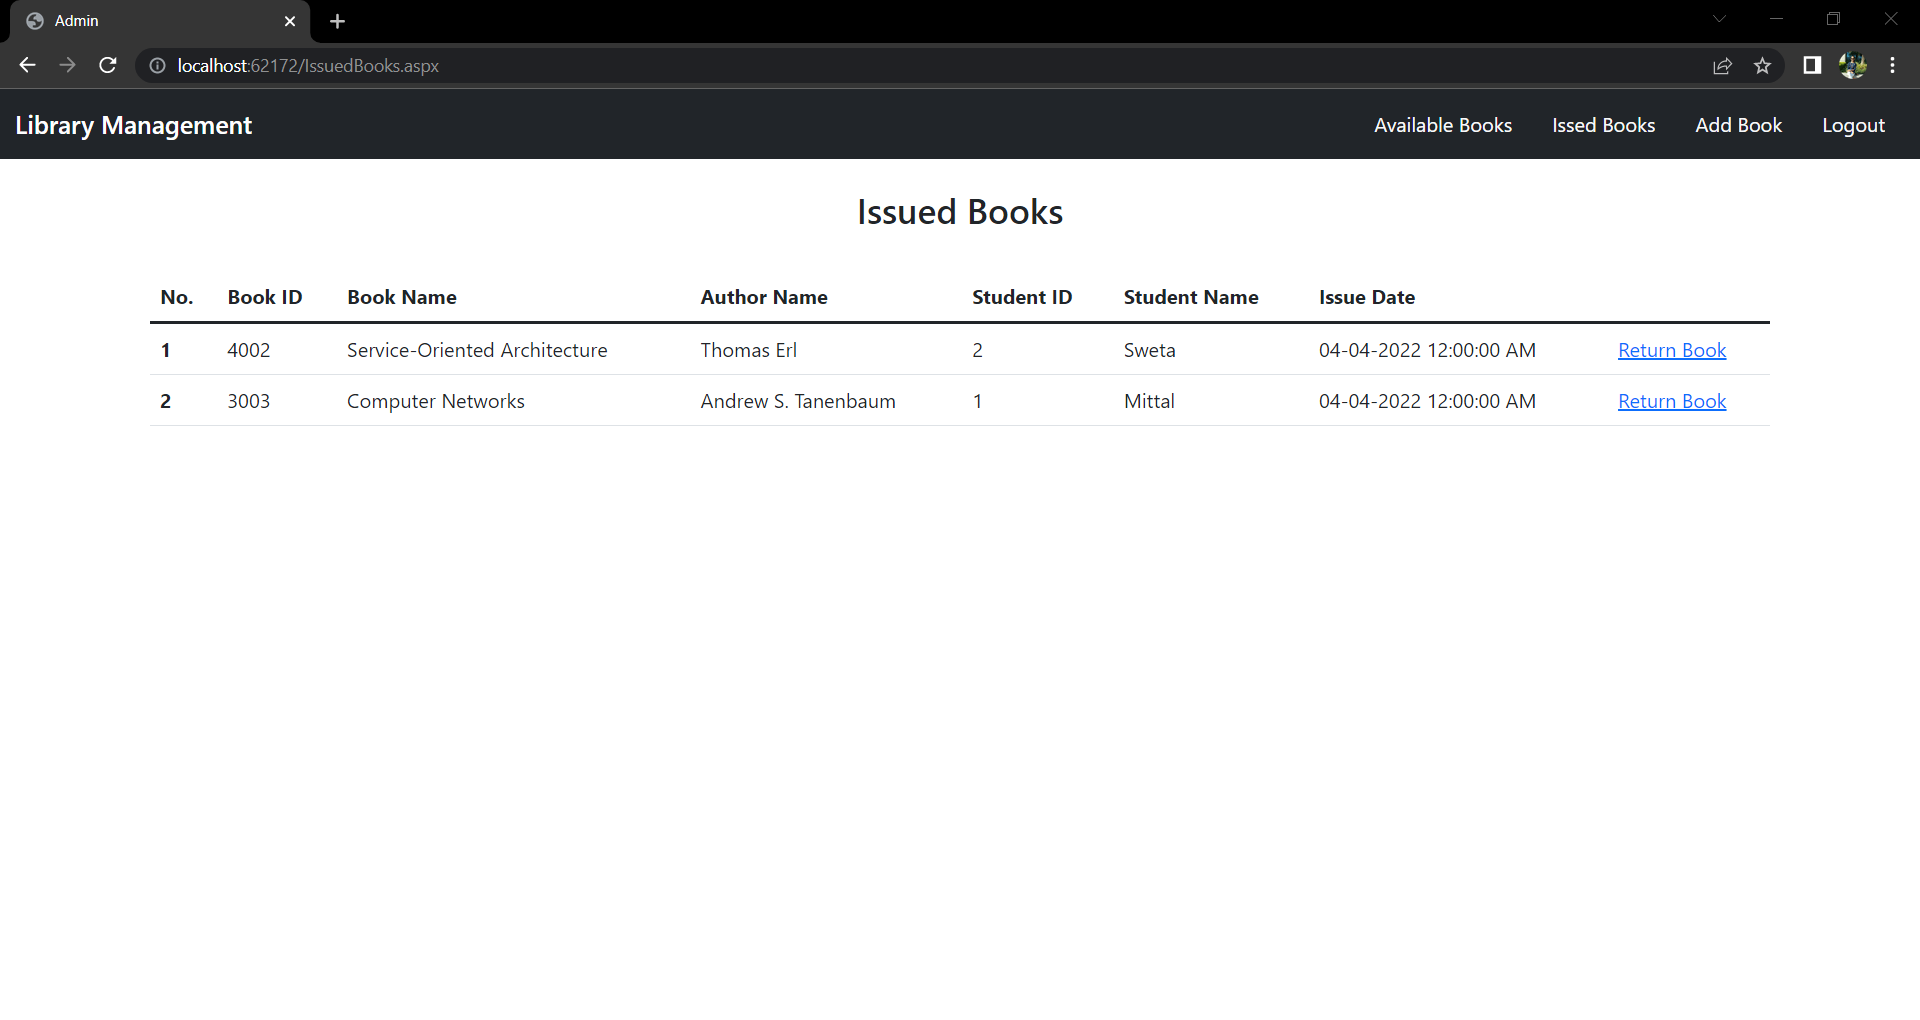 Admin
localhost:62172/IssuedBooks.aspx
Library Management Available Books Issed Books Add Book Logout
Issued Books
No. Book ID Book Name Author Name Student ID Student Name Issue Date
1 4002 Service-Oriented Architecture Thomas Erl 2 Sweta 04-04-2022 12:00:00 AM Return Book
2 3003 Computer Networks Andrew S. Tanenbaum 1 Mittal 04-04-2022 12:00:00 AM Return Book